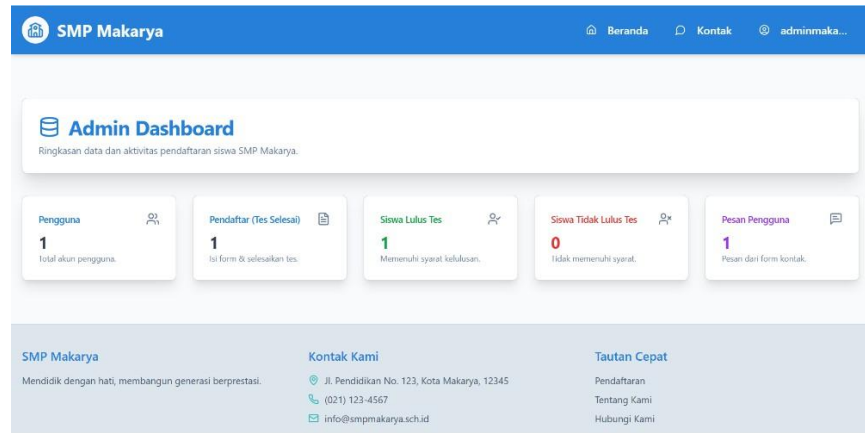 SMP Makarya
Beranda
Kontak
adminmaka...
Admin Dashboard
Ringkasan data dan aktivitas pendaftaran siswa SMP Makarya.
Pengguna
1
Total akun pengguna.
Pendaftar (Tes Selesai)
1
Isi form & selesaikan tes.
Siswa Lulus Tes
1
Memenuhi syarat kelulusan.
Siswa Tidak Lulus Tes
0
Tidak memenuhi syarat.
Pesan Pengguna
1
Pesan dari form kontak.
SMP Makarya
Mendidik dengan hati, membangun generasi berprestasi.
Kontak Kami
Jl. Pendidikan No. 123, Kota Makarya, 12345
(021) 123-4567
info@smpmakarya.sch.id
Tautan Cepat
Pendaftaran
Tentang Kami
Hubungi Kami